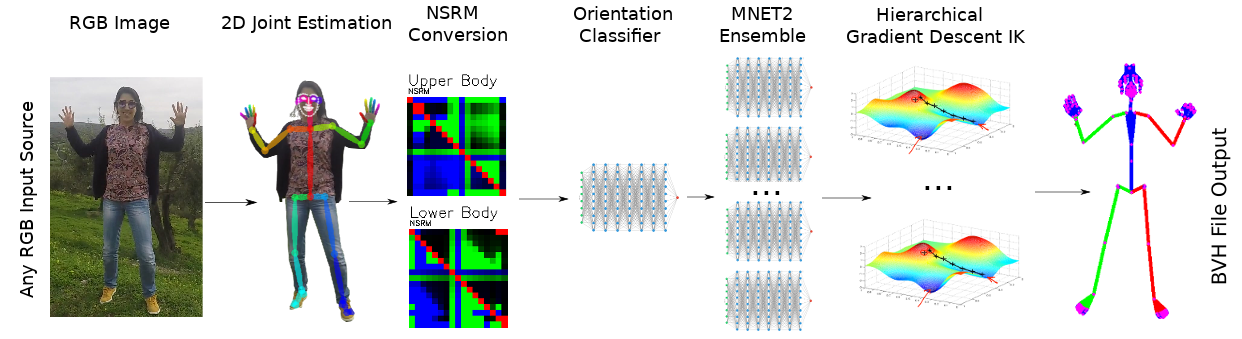 RGB Image
2D Joint Estimation
NSRM
Conversion
Orientation
Classifier
MNET2
Ensemble
Hierarchical
Gradient Descent IK
Any RGB Input Source
Upper Body
NSRM
Lower Body
NSRM
...
...
BVH File Output